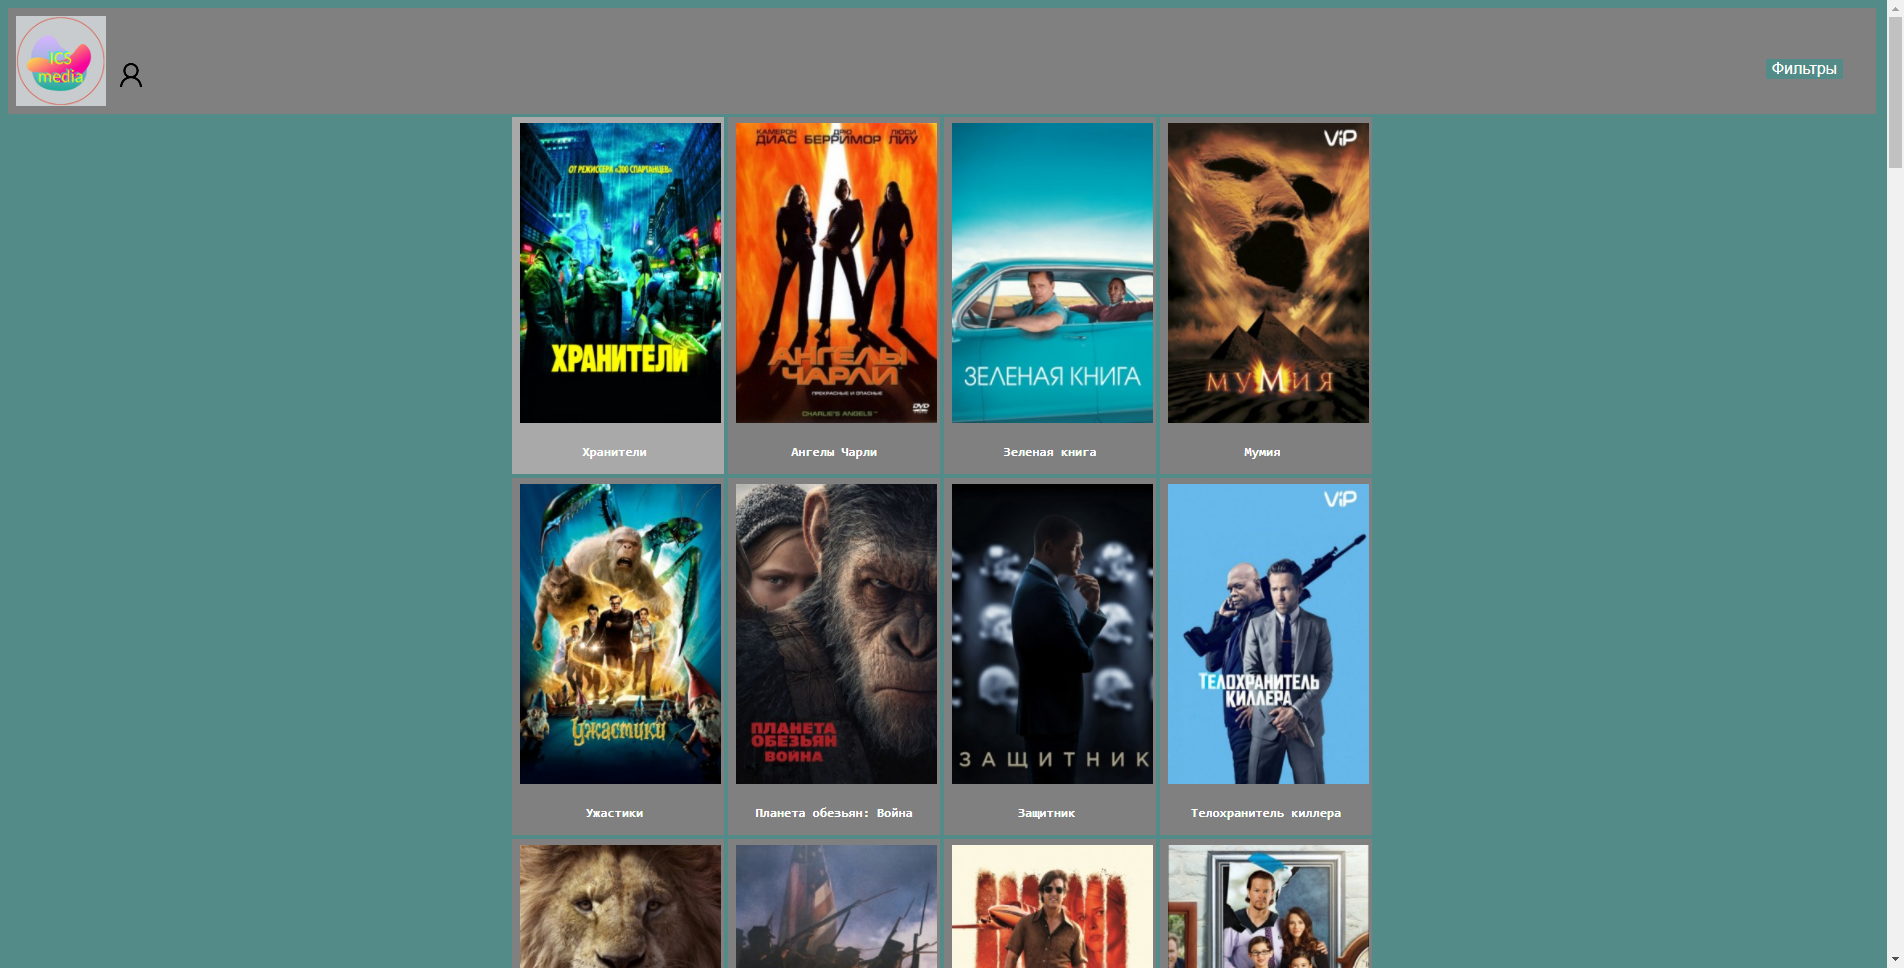 ICS
media
Фильтры
ОТ РЕЖИССЕРА «300 СПАРТАНЦЕВ»
ХРАНИТЕЛИ
Хранители
КАМЕРОН ДИАС ДРЮ БЕРРИМОР ЛЮСИ ЛИУ
АНГЕЛЫ
ЧАРЛИ
ПРЕКРАСНЫЕ И ОПАСНЫЕ
CHARLIE'S ANGELS™
DVD
Ангелы Чарли
ЗЕЛЕНАЯ КНИГА
Зеленая книга
ViP
МУМИЯ
Мумия
Ужастики
Ужастики
ПЛАНЕТА
ОБЕЗЬЯН
ВОЙНА
Планета обезьян: Война
ЗАЩИТНИК
Защитник
ViP
ТЕЛОХРАНИТЕЛЬ
КИЛЛЕРА
Телохранитель киллера